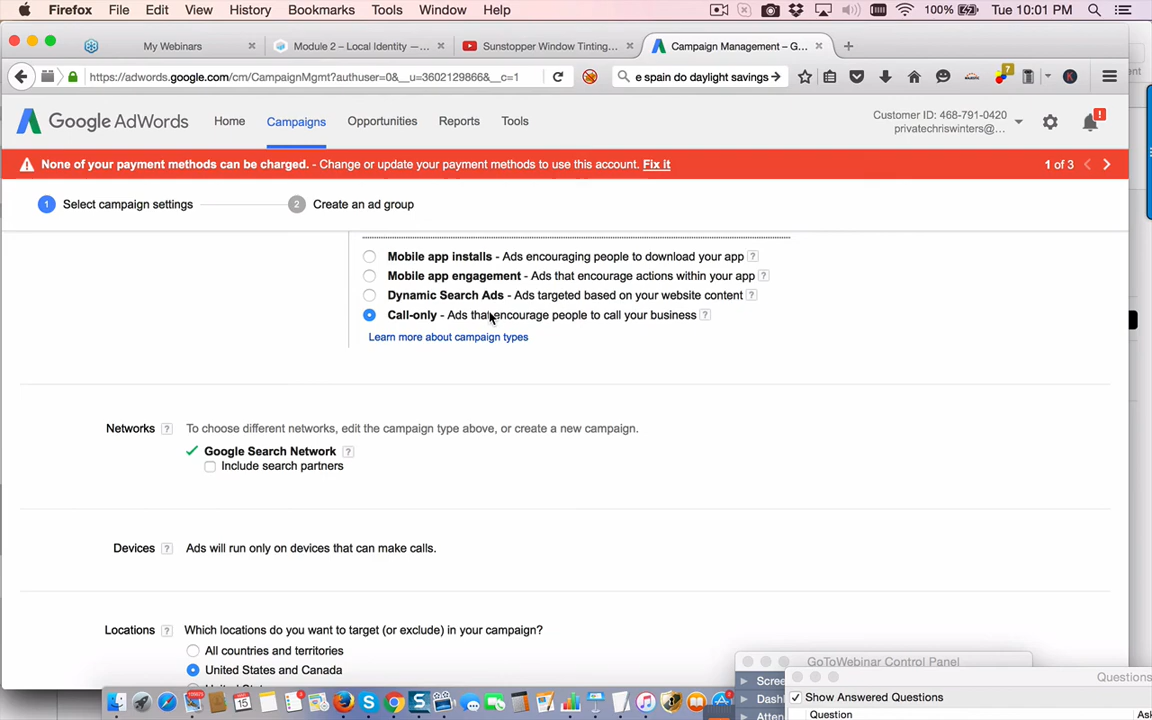 Firefox File Edit View History Bookmarks Tools Window Help 100% Tue 10:01 PM
My Webinars Module 2 – Local Identity —... Sunstopper Window Tinting... Campaign Management – G...
https://adwords.google.com/cm/CampaignMgmt?authuser=0&__u=3602129866&__c=1 e spain do daylight savings
7
ent
Google AdWords Home Campaigns Opportunities Reports Tools
Customer ID: 468-791-0420
privatechriswinters@...
!
None of your payment methods can be charged. - Change or update your payment methods to use this account. Fix it 1 of 3
1 Select campaign settings 2 Create an ad group
Mobile app installs - Ads encouraging people to download your app ?
Mobile app engagement - Ads that encourage actions within your app ?
Dynamic Search Ads - Ads targeted based on your website content ?
Call-only - Ads that encourage people to call your business ?
Learn more about campaign types
Networks ? To choose different networks, edit the campaign type above, or create a new campaign.
Google Search Network ?
Include search partners
Devices ? Ads will run only on devices that can make calls.
Locations ? Which locations do you want to target (or exclude) in your campaign?
All countries and territories
United States and Canada
GoToWebinar Control Panel
Scree
Dash
Atten
Questions
Show Answered Questions
Question
Ask